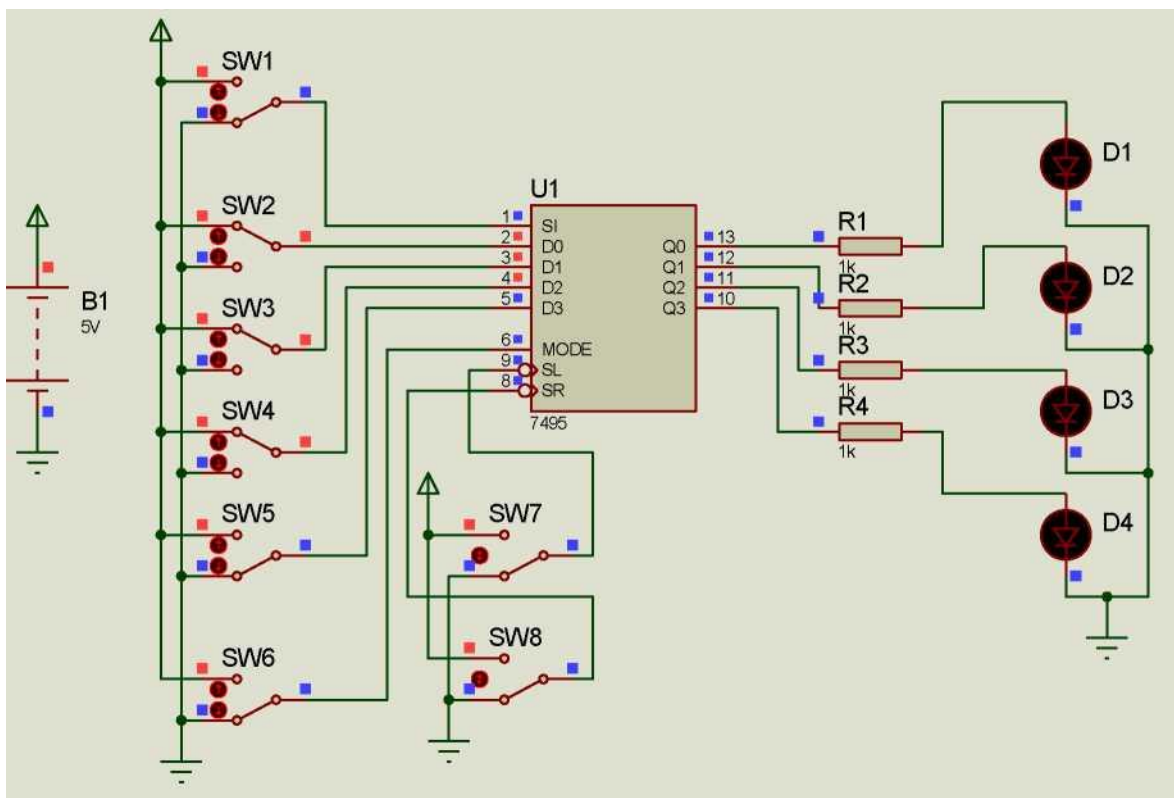 SW1
SW2
SW3
SW4
SW5
SW6
B1
5V
U1
1 SI
2 D0
3 D1
4 D2
5 D3
6 MODE
9 SL
8 SR
Q0 13
Q1 12
Q2 11
Q3 10
7495
SW7
SW8
R1
1k
R2
1k
R3
1k
R4
1k
D1
D2
D3
D4